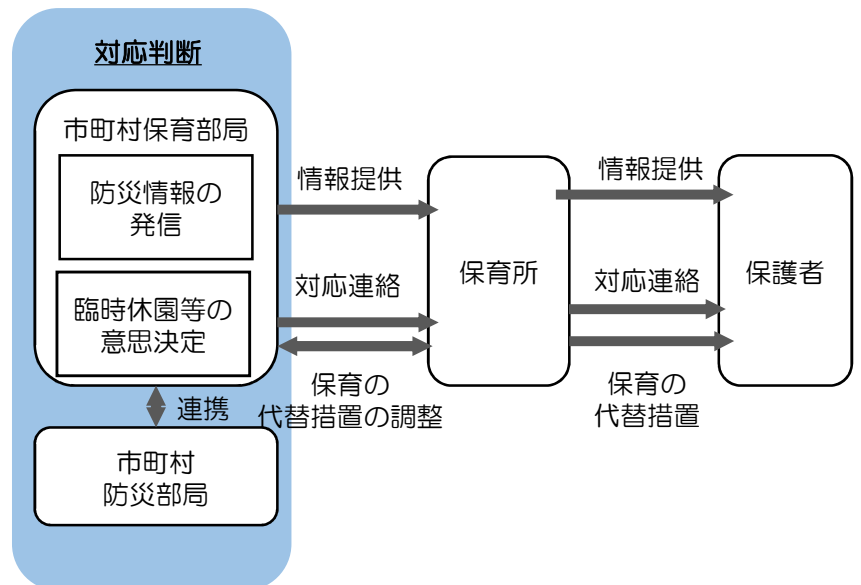 対応判断
市町村保育部局
防災情報の
発信
臨時休園等の
意思決定
連携
市町村
防災部局
情報提供
対応連絡
保育の
代替措置の調整
保育所
情報提供
対応連絡
保育の
代替措置
保護者